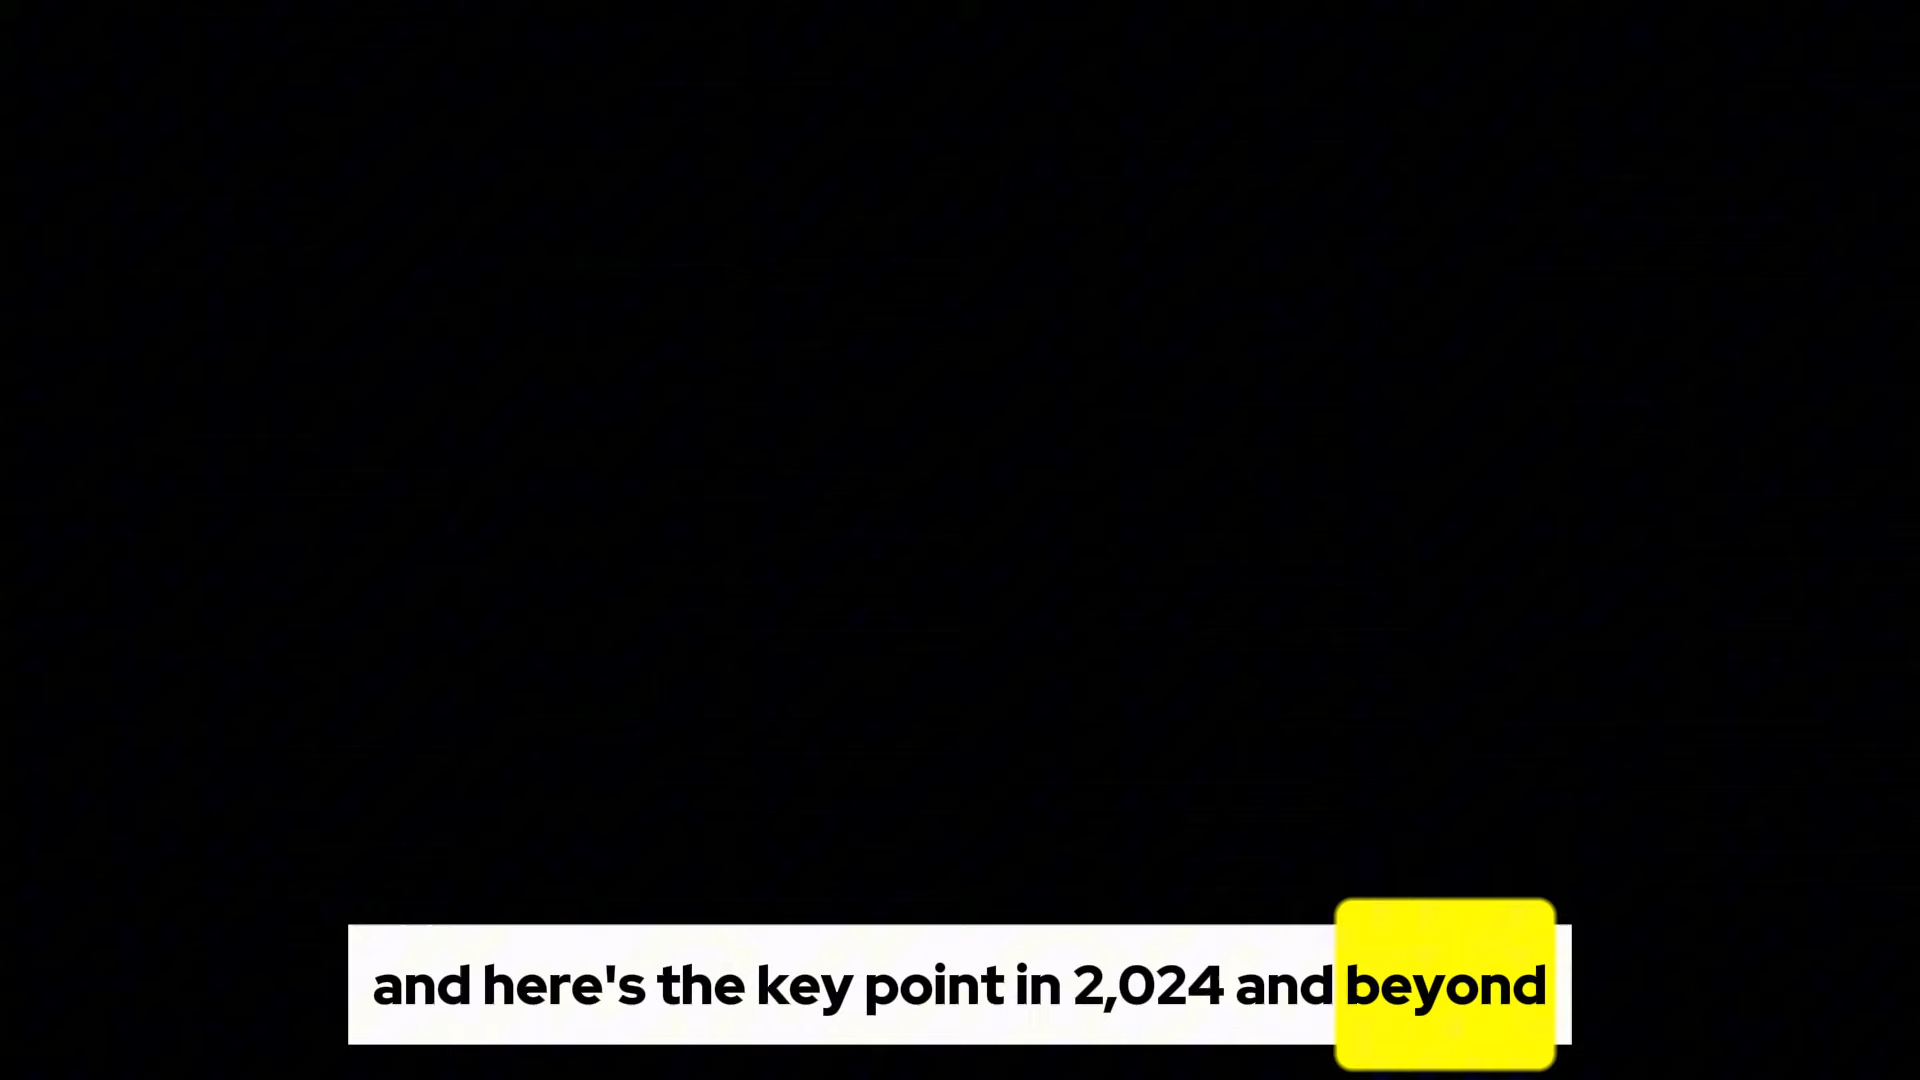 and here's the key point in 2,024 and beyond